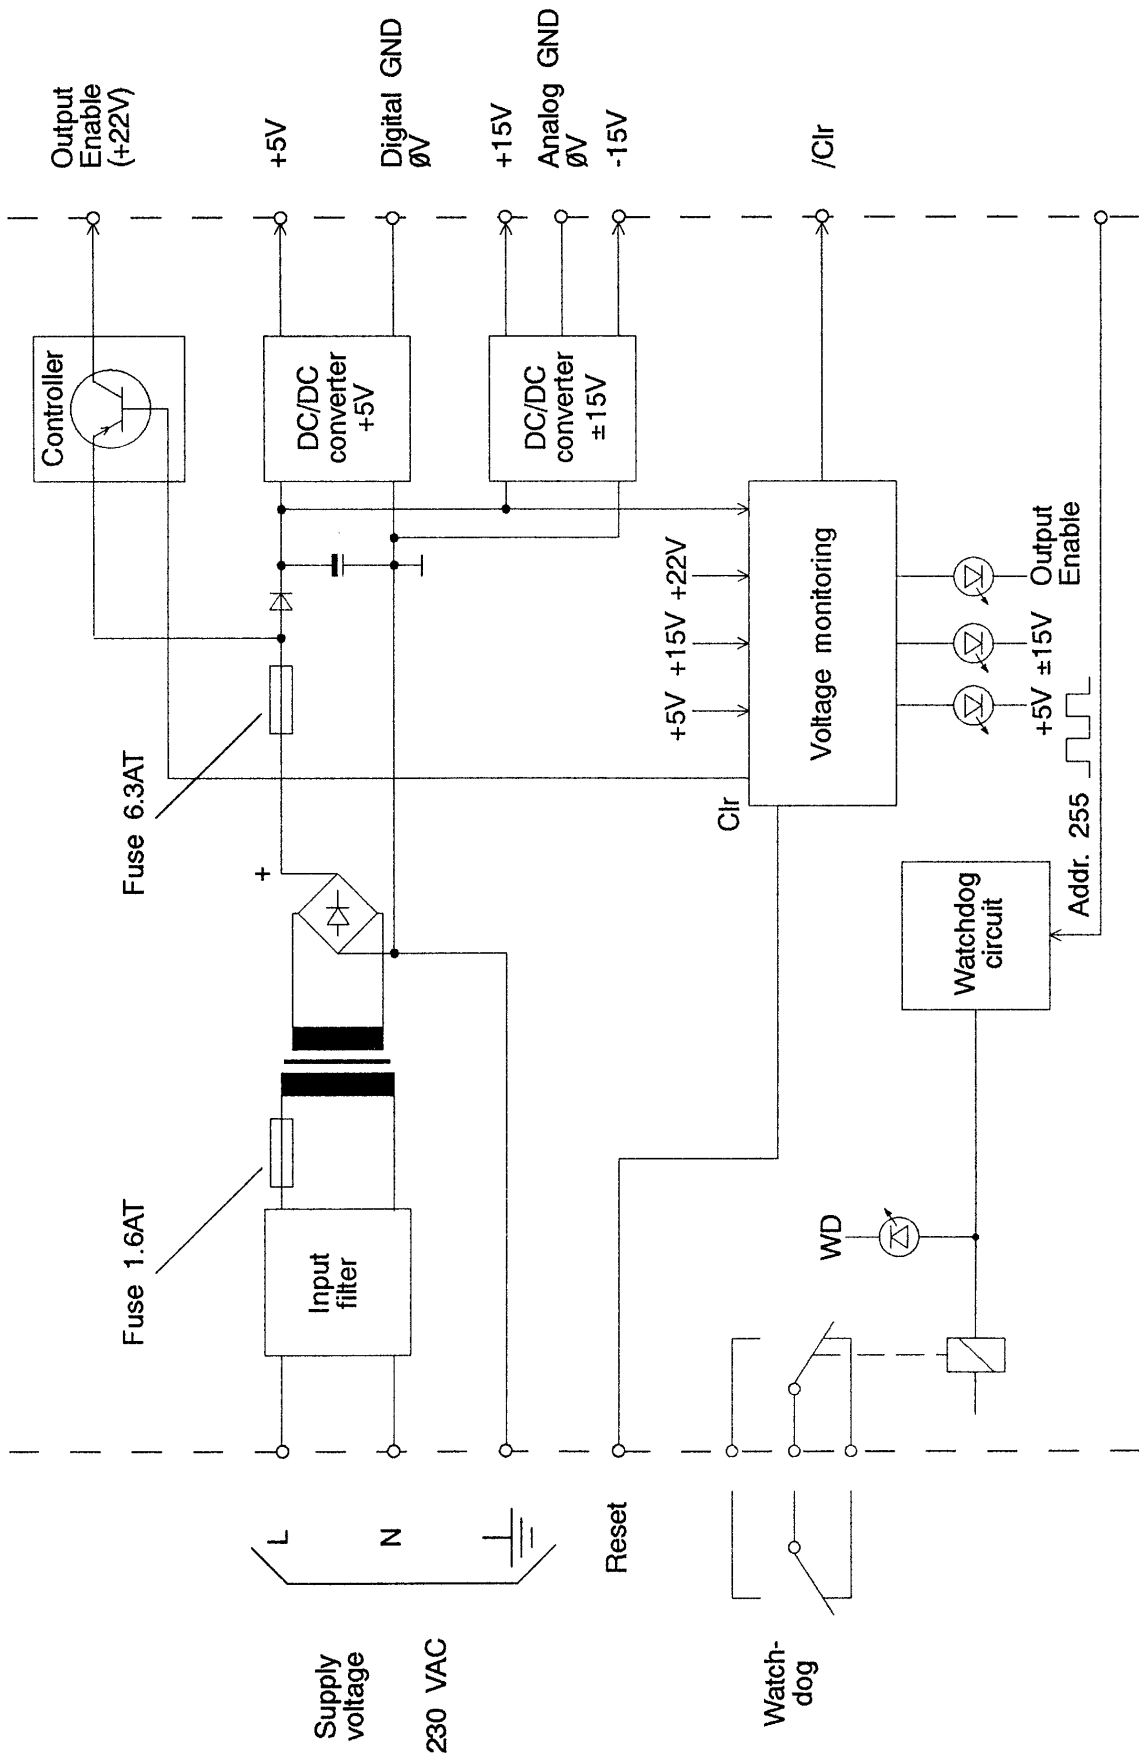 Supply
voltage
230 VAC
L
N
Reset
Watch-
dog
Fuse 1.6AT
Input
filter
WD
Fuse 6.3AT
+
Clr
Watchdog
circuit
Addr. 255
Voltage monitoring
+5V
+15V
+22V
+5V
±15V
Output
Enable
Controller
DC/DC
converter
+5V
DC/DC
converter
±15V
Output
Enable
(+22V)
+5V
Digital GND
ØV
+15V
Analog GND
ØV
-15V
/Clr